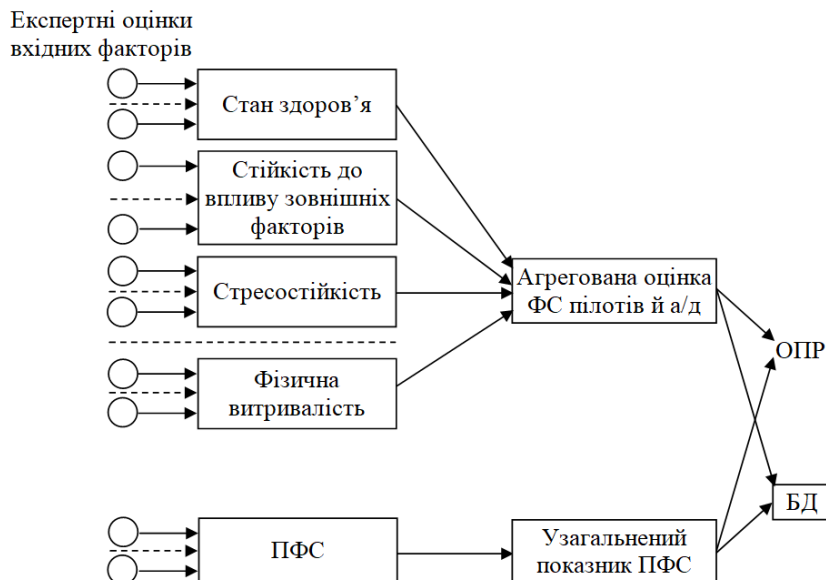 Експертні оцінки
вхідних факторів
Стан здоров’я
Стійкість до
впливу зовнішніх
факторів
Стресостійкість
Фізична
витривалість
Агрегована оцінка
ФС пілотів й а/д
ОПР
БД
ПФС
Узагальнений
показник ПФС